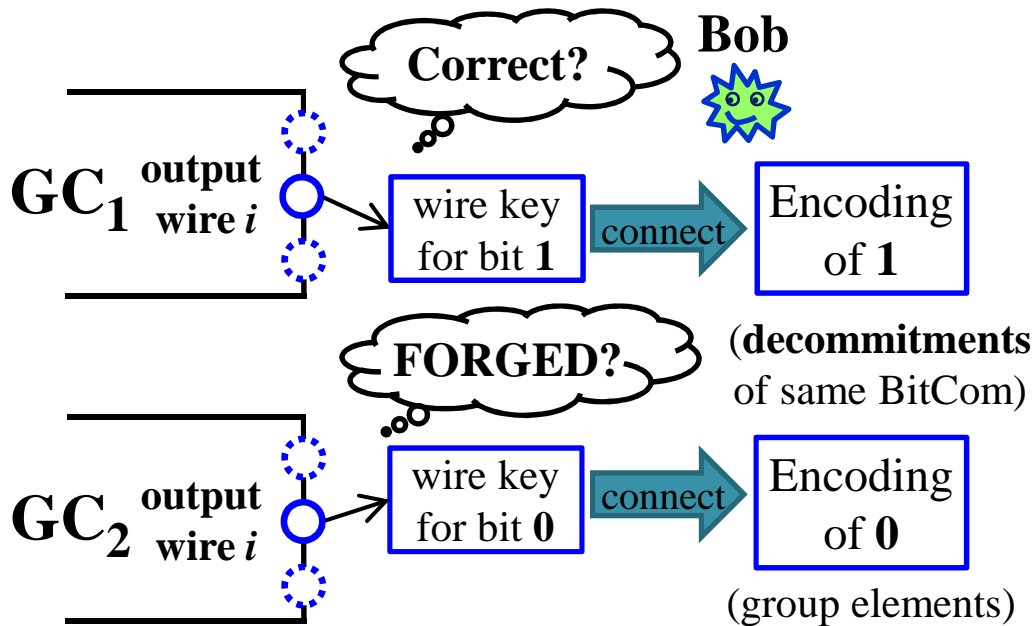 Bob
Correct?
GC1
output
wire i
wire key
for bit 1
connect
Encoding
of 1
(decommitments
of same BitCom)
FORGED?
GC2
output
wire i
wire key
for bit 0
connect
Encoding
of 0
(group elements)